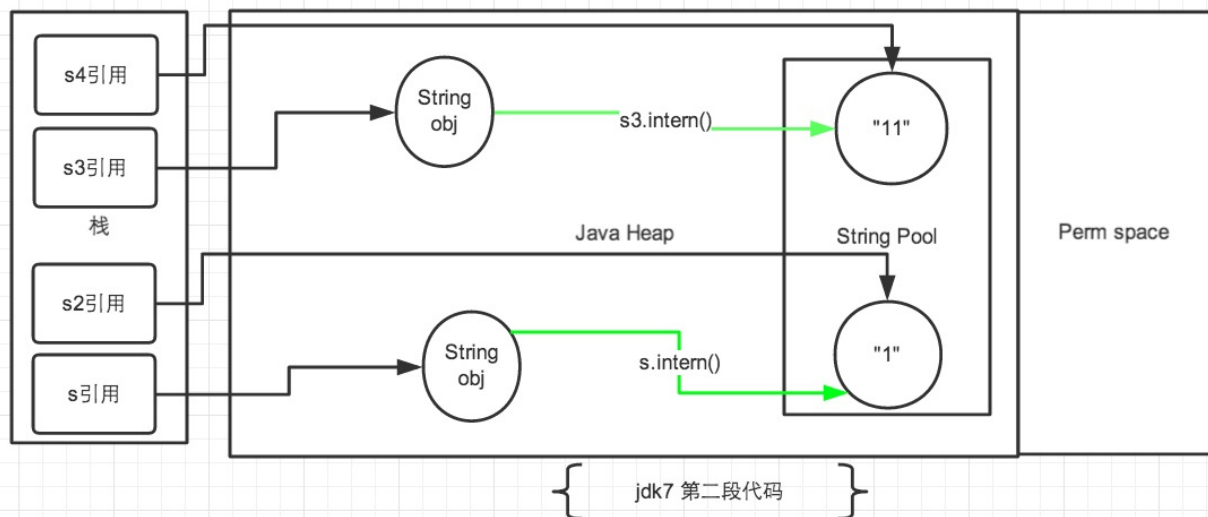 s4引用
String
obj
s3.intern()
"11"
s3引用
栈
Java Heap
String Pool
Perm space
s2引用
String
obj
s.intern()
"1"
s引用
jdk7 第二段代码